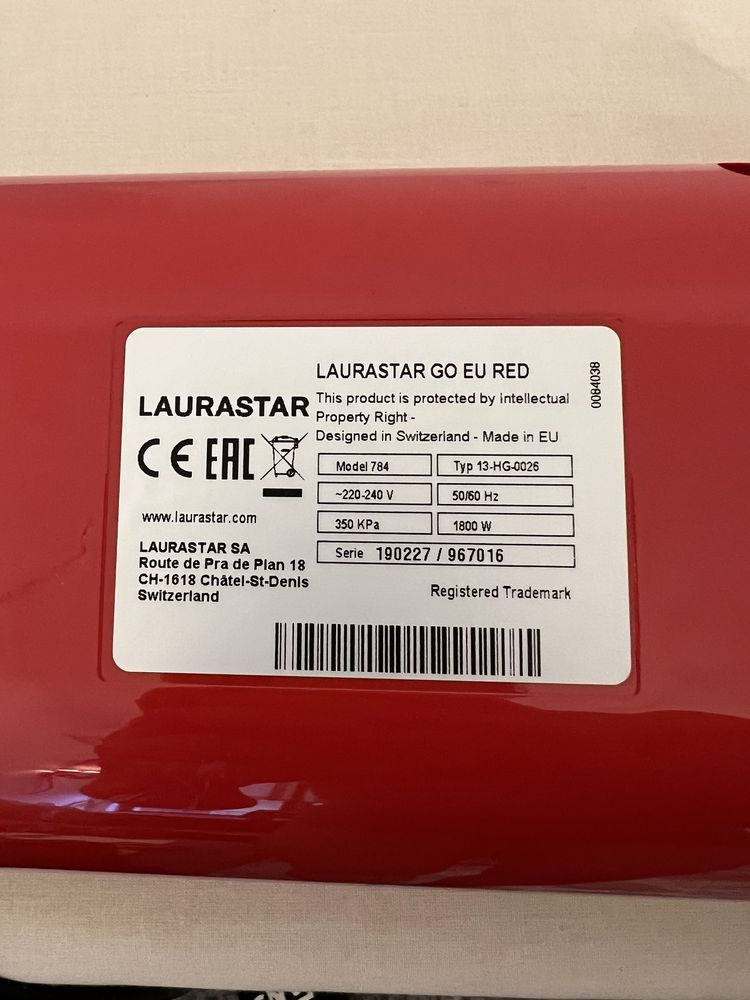 LAURASTAR GO EU RED
This product is protected by Intellectual
Property Right -
Designed in Switzerland - Made in EU
0084038
LAURASTAR
CE EAC
www.laurastar.com
LAURASTAR SA
Route de Pra de Plan 18
CH-1618 Châtel-St-Denis
Switzerland
Model 784 Typ 13-HG-0026
~220-240 V 50/60 Hz
350 KPa 1800 W
Serie 190227 / 967016
Registered Trademark